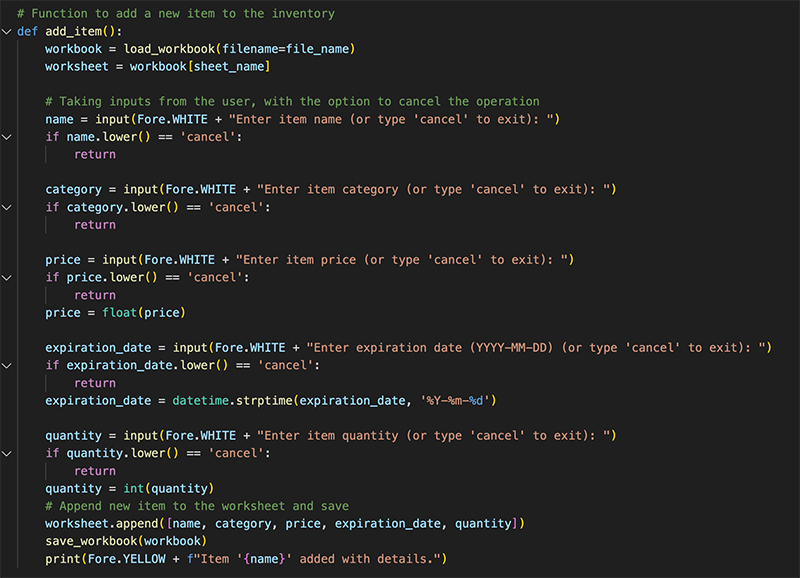 # Function to add a new item to the inventory
def add_item():
    workbook = load_workbook(filename=file_name)
    worksheet = workbook[sheet_name]

    # Taking inputs from the user, with the option to cancel the operation
    name = input(Fore.WHITE + "Enter item name (or type 'cancel' to exit): ")
    if name.lower() == 'cancel':
        return

    category = input(Fore.WHITE + "Enter item category (or type 'cancel' to exit): ")
    if category.lower() == 'cancel':
        return

    price = input(Fore.WHITE + "Enter item price (or type 'cancel' to exit): ")
    if price.lower() == 'cancel':
        return
    price = float(price)

    expiration_date = input(Fore.WHITE + "Enter expiration date (YYYY-MM-DD) (or type 'cancel' to exit): ")
    if expiration_date.lower() == 'cancel':
        return
    expiration_date = datetime.strptime(expiration_date, '%Y-%m-%d')

    quantity = input(Fore.WHITE + "Enter item quantity (or type 'cancel' to exit): ")
    if quantity.lower() == 'cancel':
        return
    quantity = int(quantity)
    # Append new item to the worksheet and save
    worksheet.append([name, category, price, expiration_date, quantity])
    save_workbook(workbook)
    print(Fore.YELLOW + f"Item '{name}' added with details.")